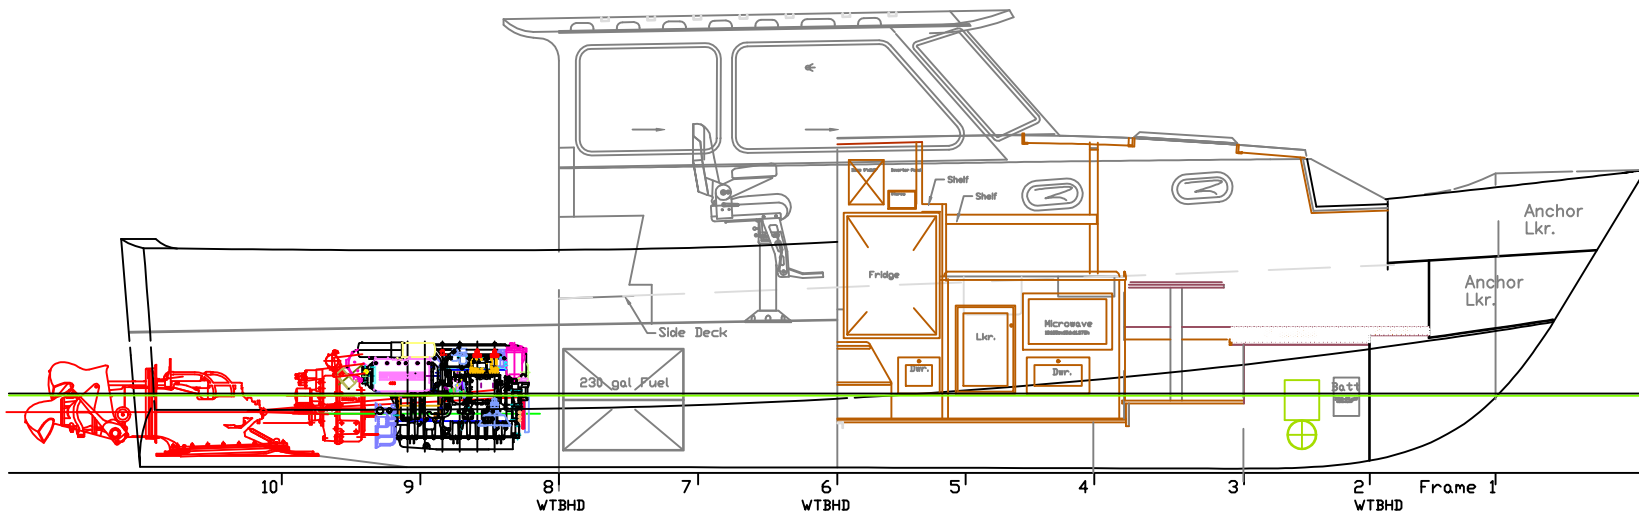 Shelf
Shelf
Anchor
Lkr.
Fridge
Anchor
Lkr.
Microwave
Side Deck
Lkr.
Dwr.
Dwr.
230 gal Fuel
Batt
10
9
8
7
6
5
4
3
2
Frame 1
WTBHD
WTBHD
WTBHD